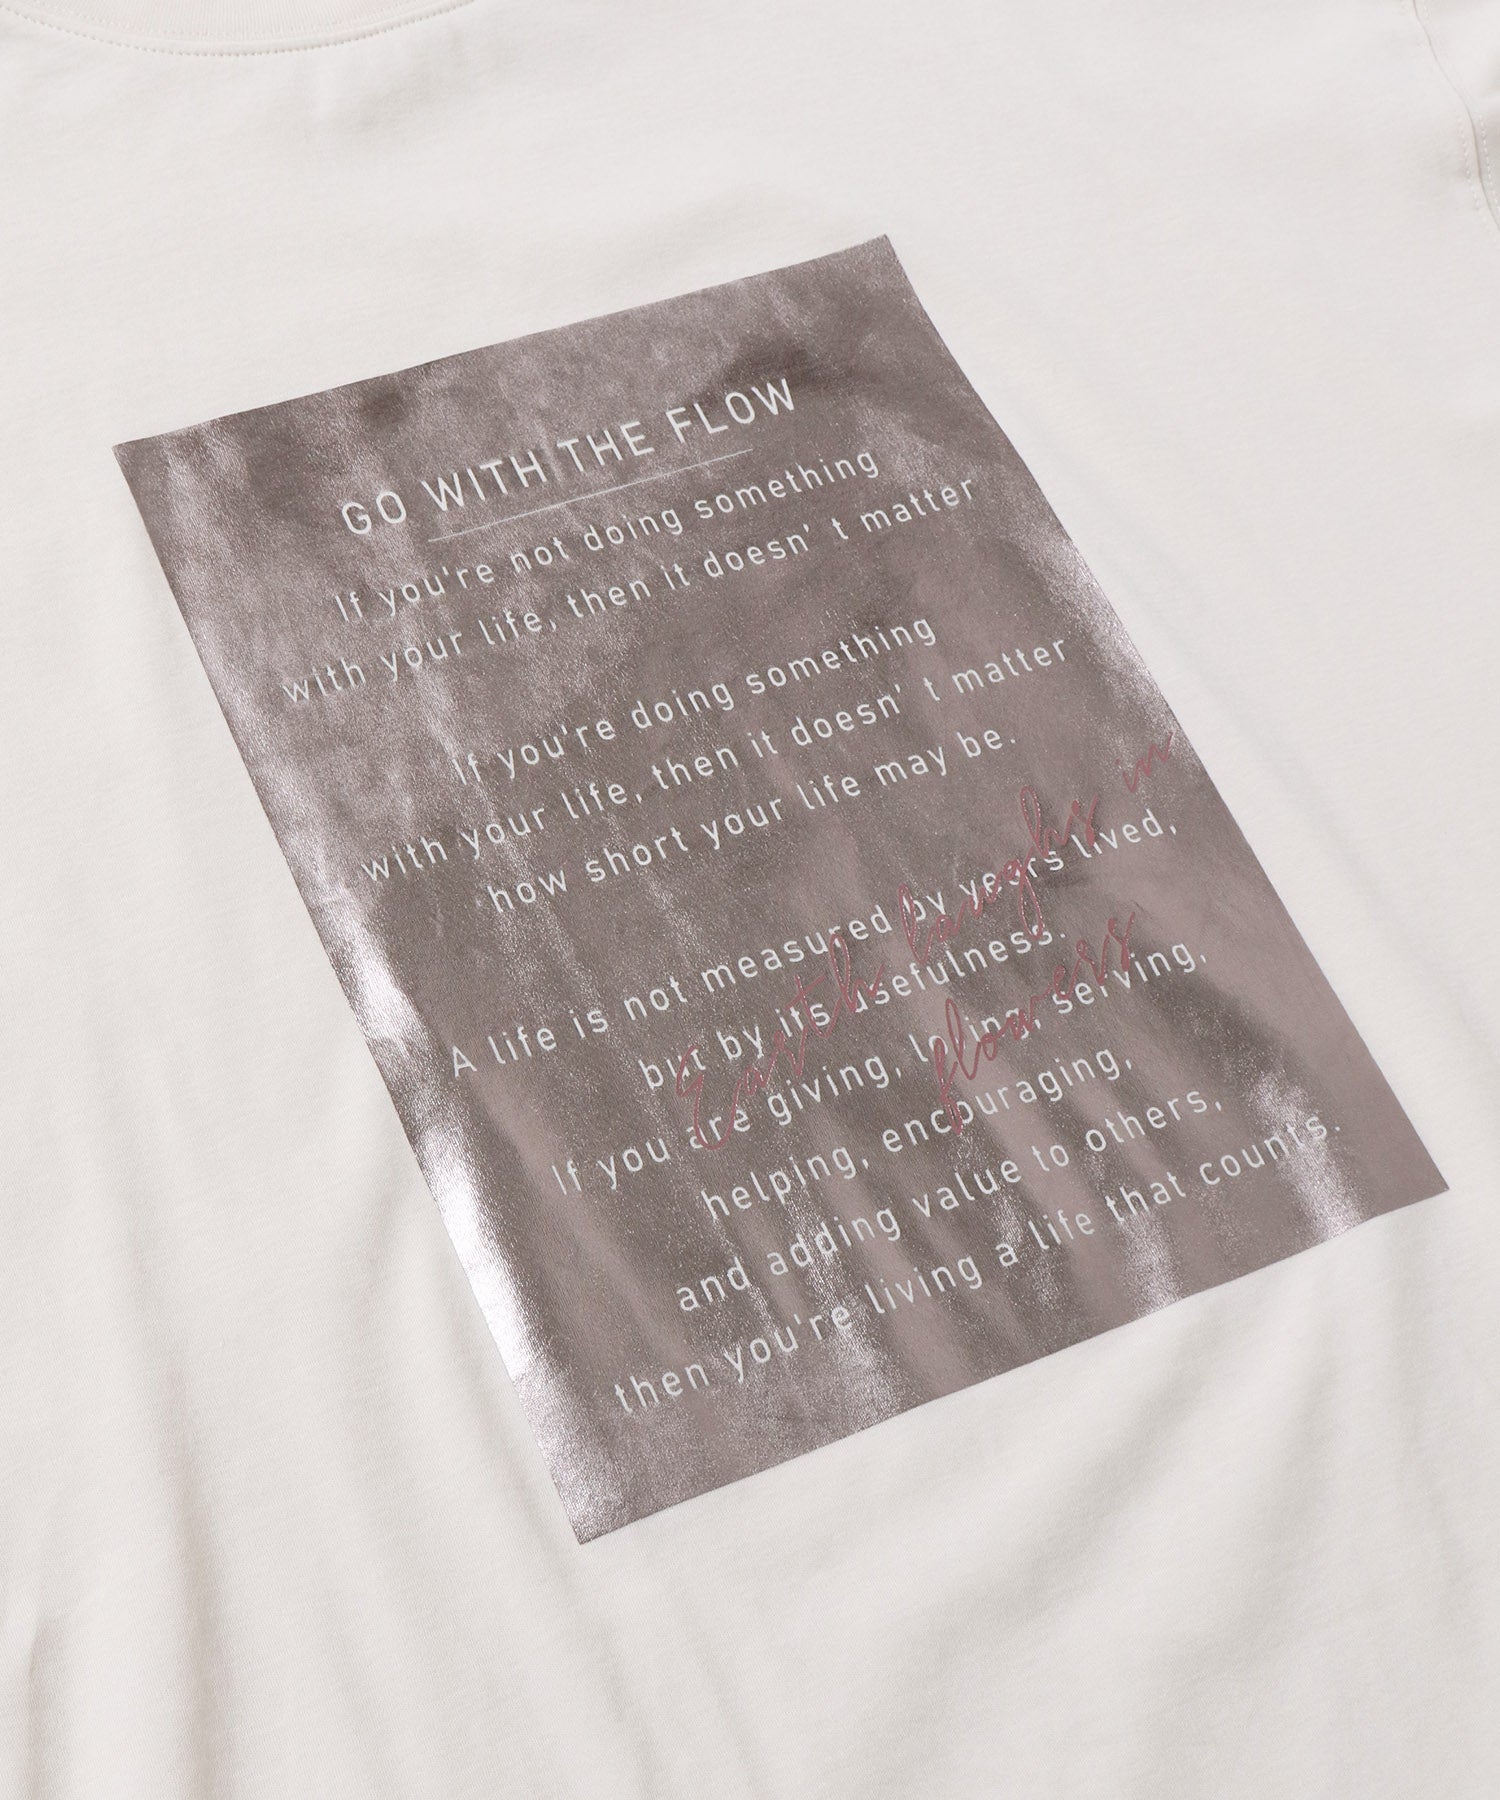 GO WITH THE FLOW
If you're not doing something
with your life, then it doesn’ t matter
If you're doing something
with your life, then it doesn’ t matter
how short your life may be.
A life is not measured by years lived,
but by its usefulness.
If you are giving, loving, serving,
helping, encouraging,
and adding value to others,
then you're living a life that counts.
Earth laughs in
flowers